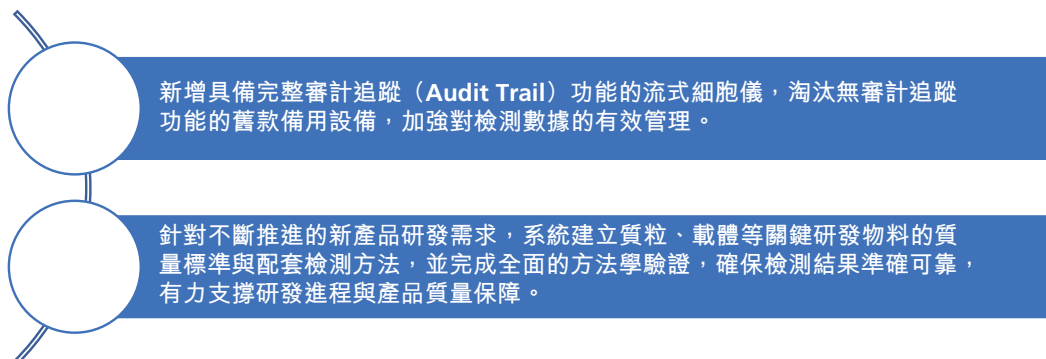 新增具備完整審計追蹤（Audit Trail）功能的流式細胞儀，淘汰無審計追蹤
功能的舊款備用設備，加強對檢測數據的有效管理。
針對不斷推進的新產品研發需求，系統建立質粒、載體等關鍵研發物料的質
量標準與配套檢測方法，並完成全面的方法學驗證，確保檢測結果準確可靠，
有力支撐研發進程與產品質量保障。